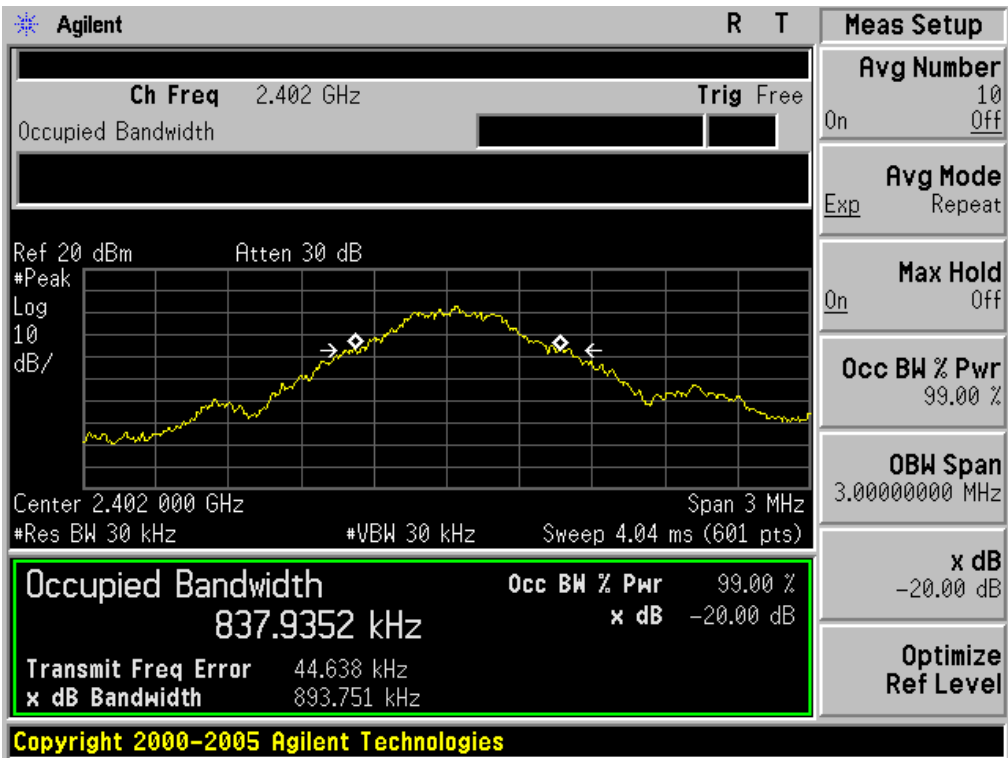 Agilent R T
Ch Freq 2.402 GHz Trig Free
Occupied Bandwidth
Ref 20 dBm Atten 30 dB
#Peak
Log
10
dB/
Center 2.402 000 GHz Span 3 MHz
#Res BW 30 kHz #VBW 30 kHz Sweep 4.04 ms (601 pts)
Occupied Bandwidth
837.9352 kHz
Occ BW % Pwr 99.00 %
x dB -20.00 dB
Transmit Freq Error 44.638 kHz
x dB Bandwidth 893.751 kHz
Copyright 2000-2005 Agilent Technologies
Meas Setup
Avg Number
10
On Off
Avg Mode
Exp Repeat
Max Hold
On Off
Occ BW % Pwr
99.00 %
OBW Span
3.00000000 MHz
x dB
-20.00 dB
Optimize
Ref Level